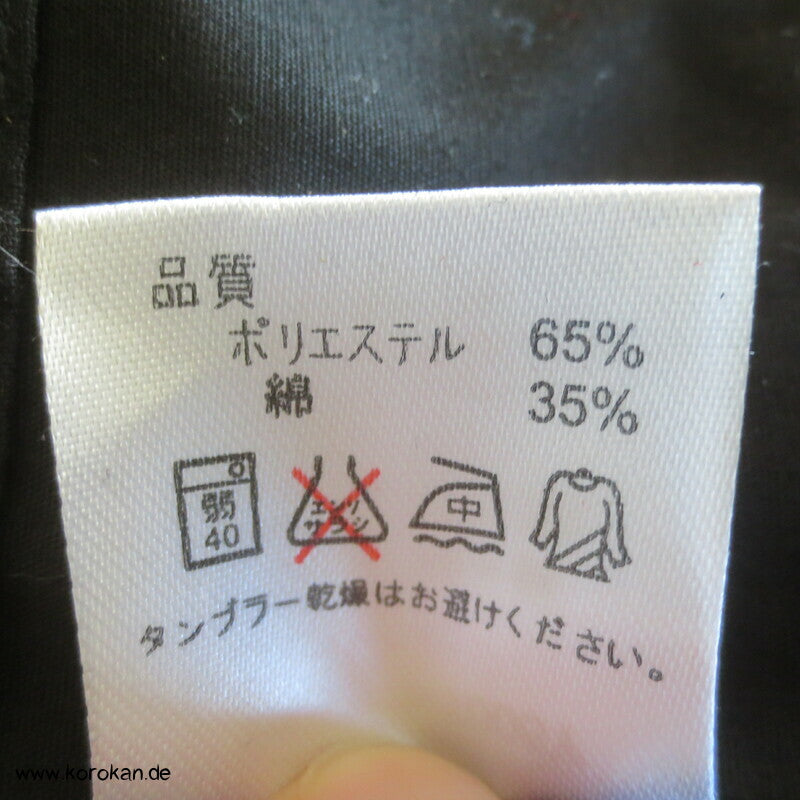 品質
ポリエステル 65%
綿 35%
弱 40
エンソ サラシ
中
タンブラー乾燥はお避けください。
www.korokan.de